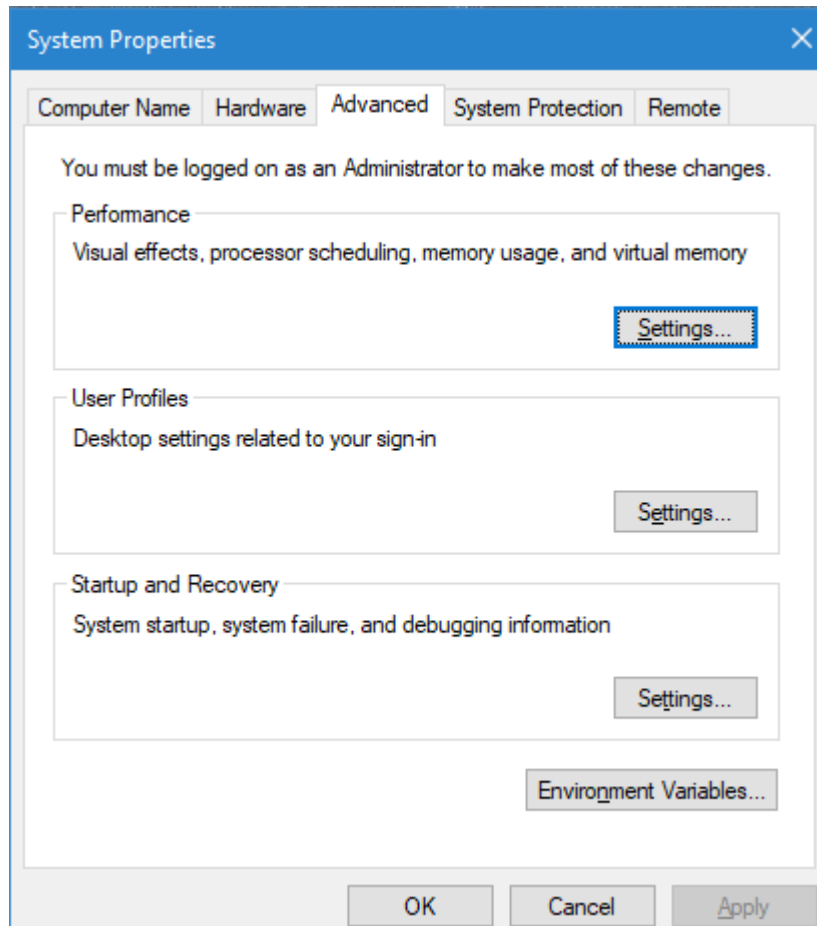 System Properties
Computer Name Hardware Advanced System Protection Remote
You must be logged on as an Administrator to make most of these changes.
Performance
Visual effects, processor scheduling, memory usage, and virtual memory
Settings...
User Profiles
Desktop settings related to your sign-in
Settings...
Startup and Recovery
System startup, system failure, and debugging information
Settings...
Environment Variables...
OK Cancel Apply